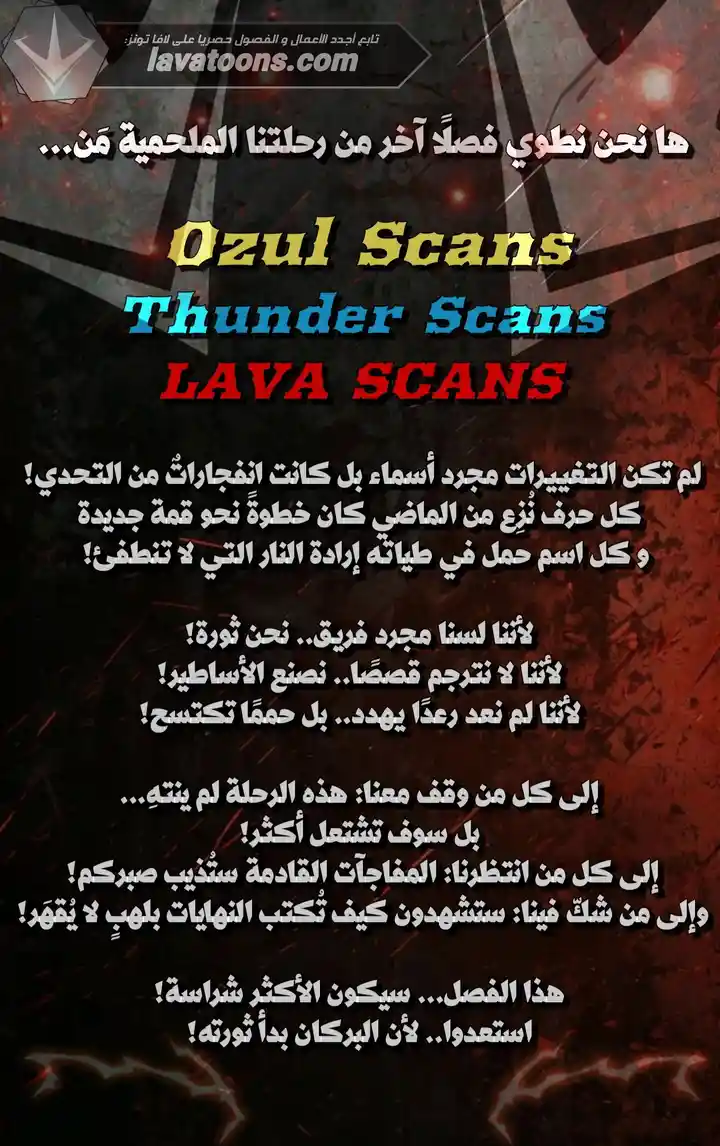 تابع أجدد الأعمال و الفصول حصريا على لافا تونز:
lavatoons.com
ها نحن نطوي فصلًا آخر من رحلتنا الملحمية مَن...
Ozul Scans
Thunder Scans
LAVA SCANS
لم تكن التغييرات مجرد أسماء بل كانت انفجاراتٌ من التحدي!
كل حرف نُزِع من الماضي كان خطوةً نحو قمة جديدة
و كل اسم حمل في طياته إرادة النار التي لا تنطفئ!
لأننا لسنا مجرد فريق.. نحن ثورة!
لأننا لا نترجم قصصًا.. نصنع الأساطير!
لأننا لم نعد رعدًا يهدد.. بل حممًا تكتسح!
إلى كل من وقف معنا: هذه الرحلة لم ينتهِ...
بل سوف تشتعل أكثر!
إلى كل من انتظرنا: المفاجآت القادمة ستُذيب صبركم!
وإلى من شكّ فينا: ستشهدون كيف تُكتب النهايات بلهبٍ لا يُقهَر!
هذا الفصل... سيكون الأكثر شراسة!
استعدوا.. لأن البركان بدأ ثورته!